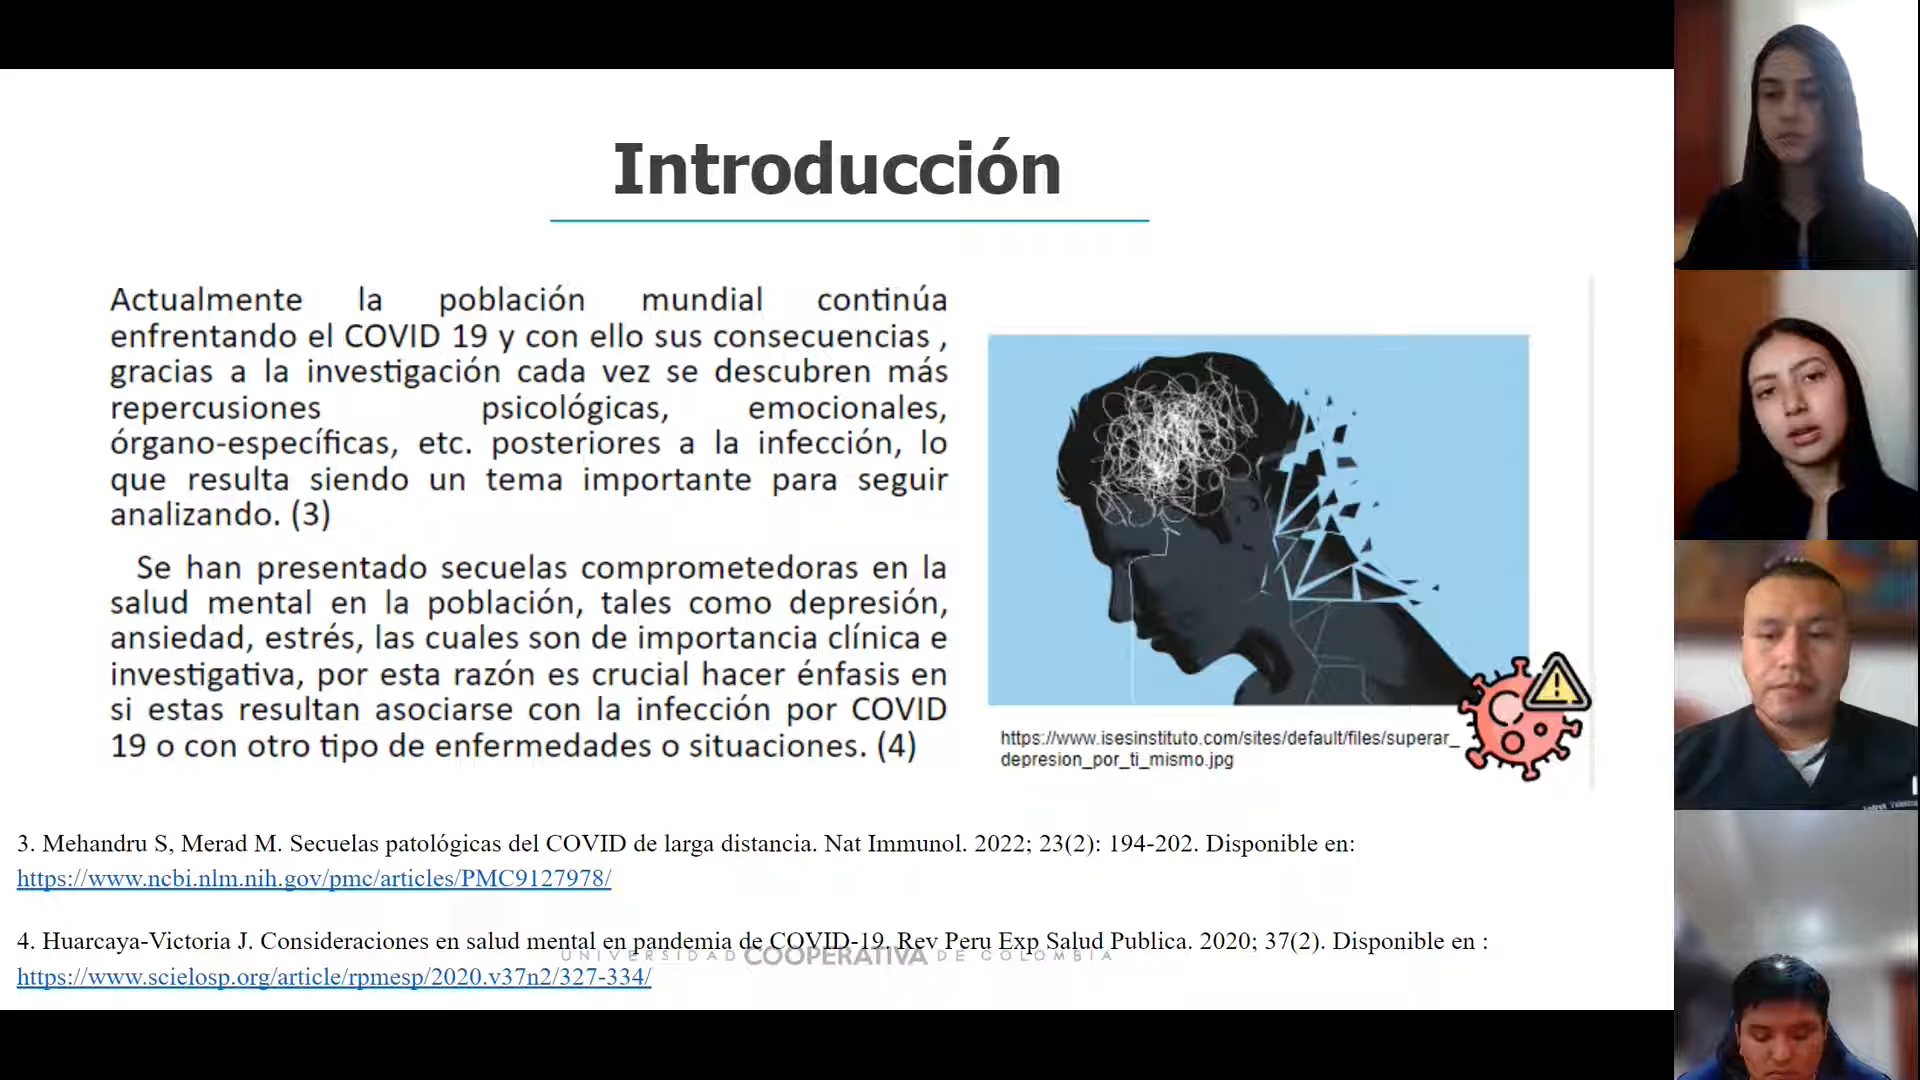 Introducción
Actualmente la población mundial continúa
enfrentando el COVID 19 y con ello sus consecuencias ,
gracias a la investigación cada vez se descubren más
repercusiones psicológicas, emocionales,
órgano-específicas, etc. posteriores a la infección, lo
que resulta siendo un tema importante para seguir
analizando. (3)
Se han presentado secuelas comprometedoras en la
salud mental en la población, tales como depresión,
ansiedad, estrés, las cuales son de importancia clínica e
investigativa, por esta razón es crucial hacer énfasis en
si estas resultan asociarse con la infección por COVID
19 o con otro tipo de enfermedades o situaciones. (4)
https://www.isesinstituto.com/sites/default/files/superar_
depresion_por_ti_mismo.jpg
3. Mehandru S, Merad M. Secuelas patológicas del COVID de larga distancia. Nat Immunol. 2022; 23(2): 194-202. Disponible en:
https://www.ncbi.nlm.nih.gov/pmc/articles/PMC9127978/
4. Huarcaya-Victoria J. Consideraciones en salud mental en pandemia de COVID-19. Rev Peru Exp Salud Publica. 2020; 37(2). Disponible en :
UNIVERSIDAD COOPERATIVA DE COLOMBIA
https://www.scielosp.org/article/rpmesp/2020.v37n2/327-334/